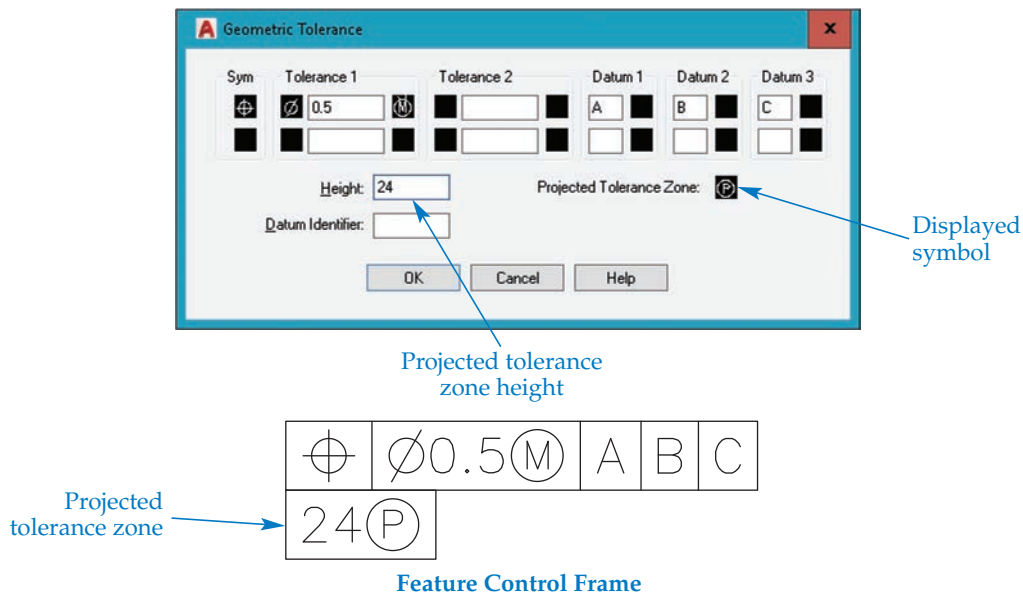 A Geometric Tolerance x
Sym Tolerance 1 Tolerance 2 Datum 1 Datum 2 Datum 3
⌖ Ø 0.5 Ⓜ A B C
Height: 24 Projected Tolerance Zone: Ⓟ
Datum Identifier:
OK Cancel Help
Displayed
symbol
Projected tolerance
zone height
⌖ Ø0.5Ⓜ A B C
24Ⓟ
Projected
tolerance zone
Feature Control Frame